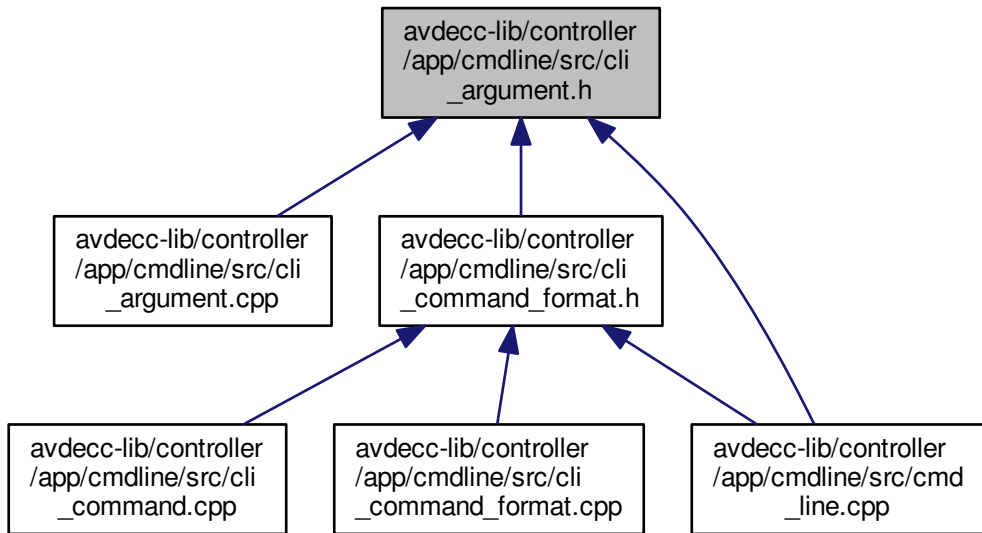 avdecc-lib/controller
/app/cmdline/src/cli
_argument.h
avdecc-lib/controller
/app/cmdline/src/cli
_argument.cpp
avdecc-lib/controller
/app/cmdline/src/cli
_command_format.h
avdecc-lib/controller
/app/cmdline/src/cli
_command.cpp
avdecc-lib/controller
/app/cmdline/src/cli
_command_format.cpp
avdecc-lib/controller
/app/cmdline/src/cmd
_line.cpp